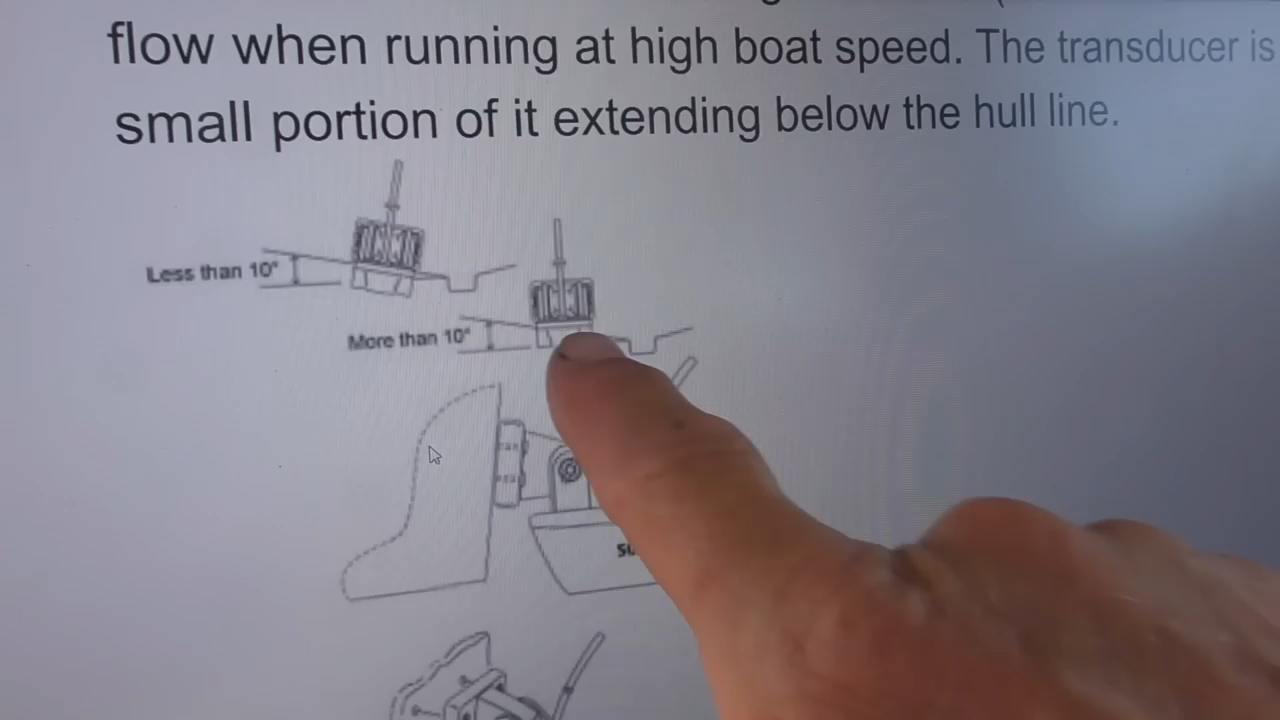 flow when running at high boat speed. The transducer is
small portion of it extending below the hull line.
Less than 10°
More than 10°